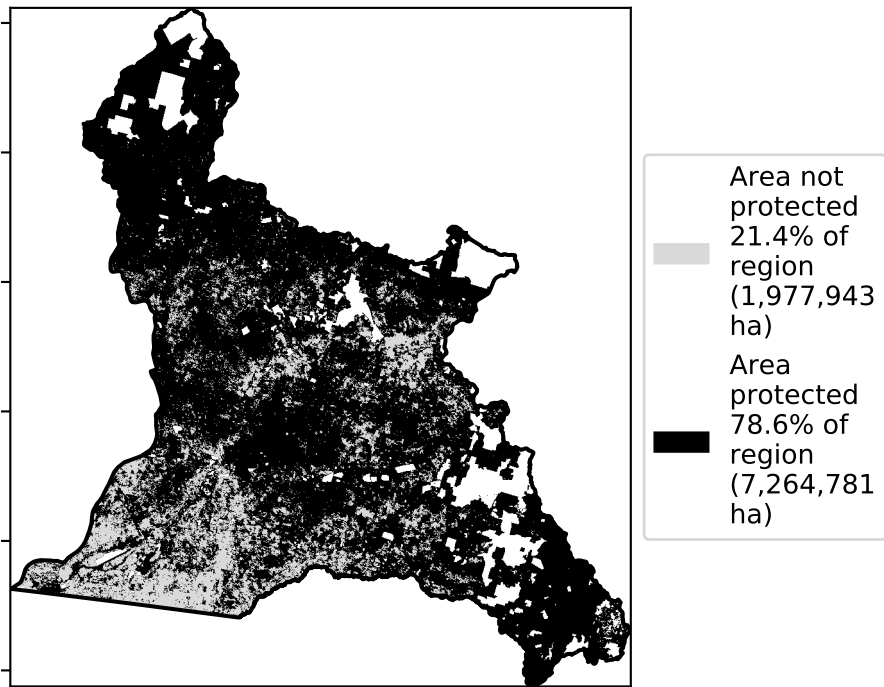 Area not
protected
21.4% of
region
(1,977,943
ha)
Area
protected
78.6% of
region
(7,264,781
ha)